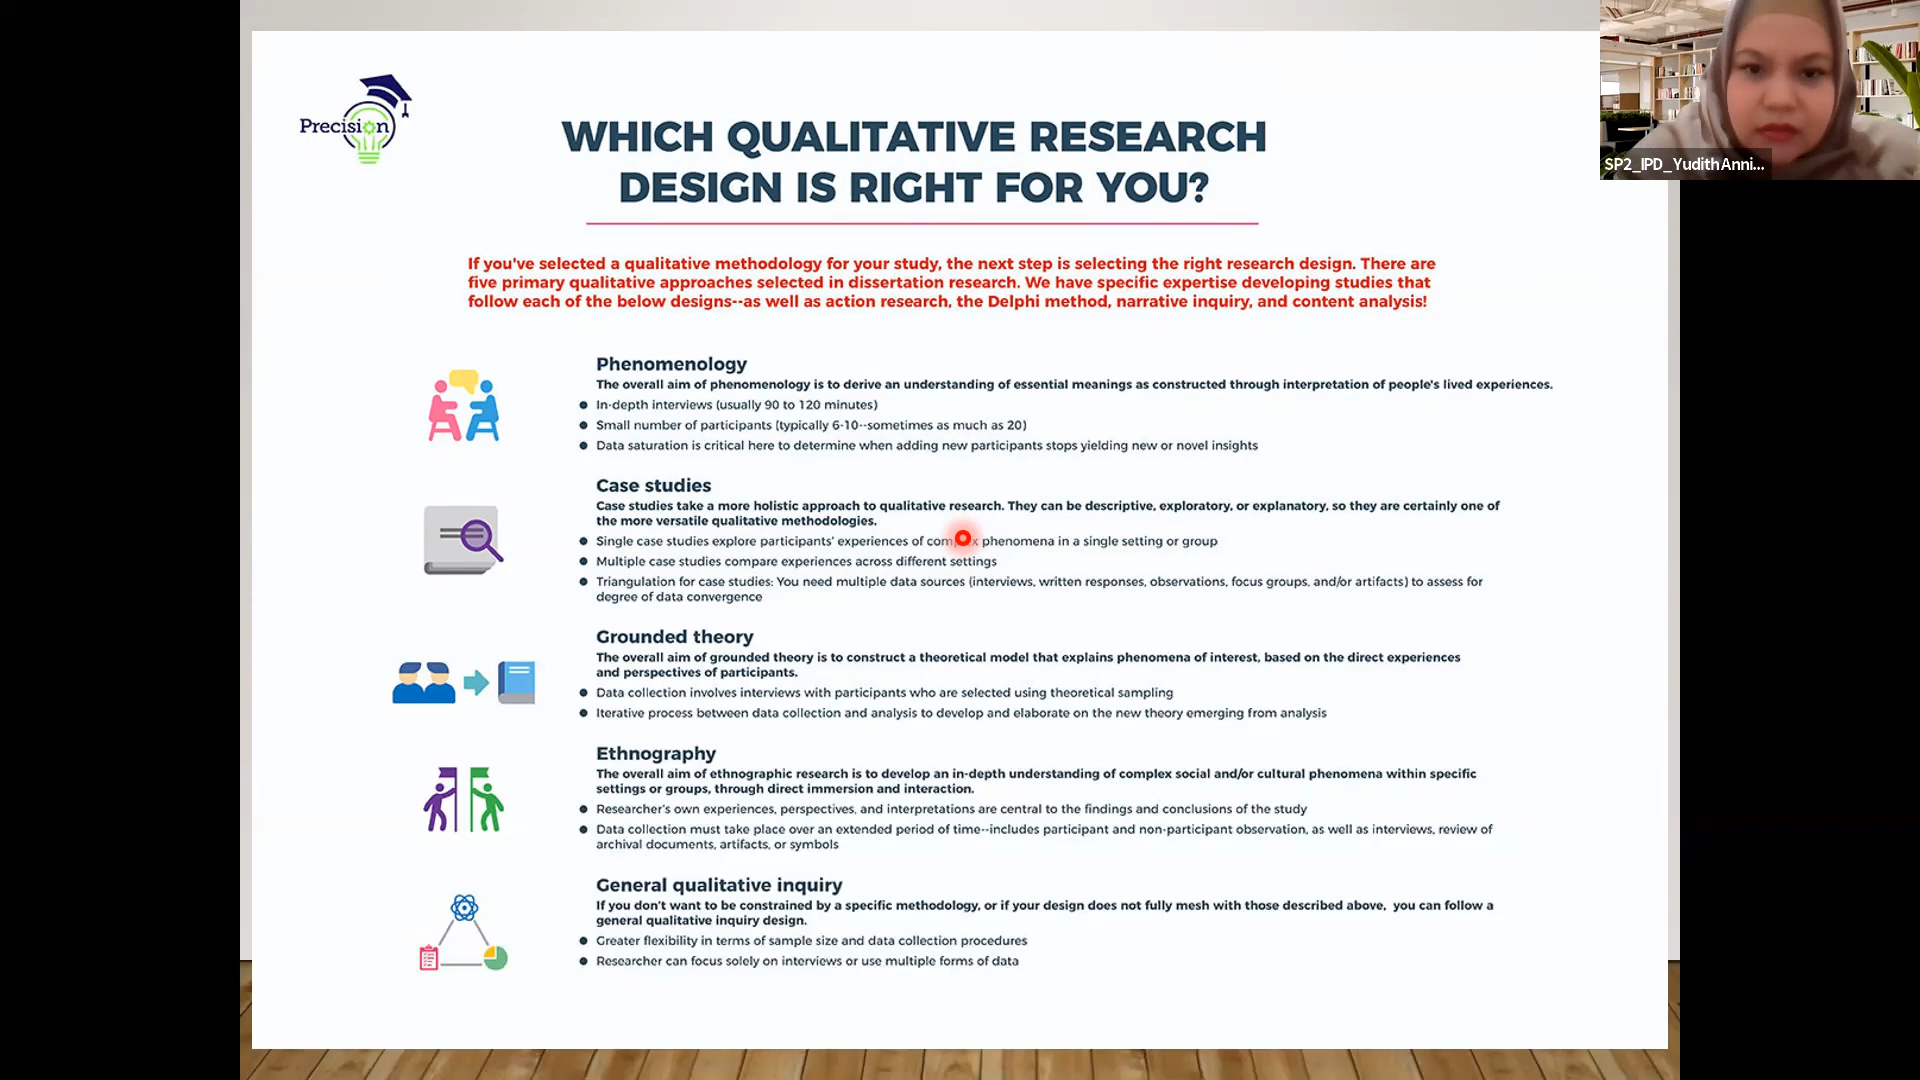 SP2_IPD_YudithAnni...
Precision
WHICH QUALITATIVE RESEARCH
DESIGN IS RIGHT FOR YOU?
If you've selected a qualitative methodology for your study, the next step is selecting the right research design. There are
five primary qualitative approaches selected in dissertation research. We have specific expertise developing studies that
follow each of the below designs--as well as action research, the Delphi method, narrative inquiry, and content analysis!
Phenomenology
The overall aim of phenomenology is to derive an understanding of essential meanings as constructed through interpretation of people's lived experiences.
● In-depth interviews (usually 90 to 120 minutes)
● Small number of participants (typically 6-10--sometimes as much as 20)
● Data saturation is critical here to determine when adding new participants stops yielding new or novel insights
Case studies
Case studies take a more holistic approach to qualitative research. They can be descriptive, exploratory, or explanatory, so they are certainly one of
the more versatile qualitative methodologies.
● Single case studies explore participants' experiences of complex phenomena in a single setting or group
● Multiple case studies compare experiences across different settings
● Triangulation for case studies: You need multiple data sources (interviews, written responses, observations, focus groups, and/or artifacts) to assess for
degree of data convergence
Grounded theory
The overall aim of grounded theory is to construct a theoretical model that explains phenomena of interest, based on the direct experiences
and perspectives of participants.
● Data collection involves interviews with participants who are selected using theoretical sampling
● Iterative process between data collection and analysis to develop and elaborate on the new theory emerging from analysis
Ethnography
The overall aim of ethnographic research is to develop an in-depth understanding of complex social and/or cultural phenomena within specific
settings or groups, through direct immersion and interaction.
● Researcher's own experiences, perspectives, and interpretations are central to the findings and conclusions of the study
● Data collection must take place over an extended period of time--includes participant and non-participant observation, as well as interviews, review of
archival documents, artifacts, or symbols
General qualitative inquiry
If you don't want to be constrained by a specific methodology, or if your design does not fully mesh with those described above, you can follow a
general qualitative inquiry design.
● Greater flexibility in terms of sample size and data collection procedures
● Researcher can focus solely on interviews or use multiple forms of data